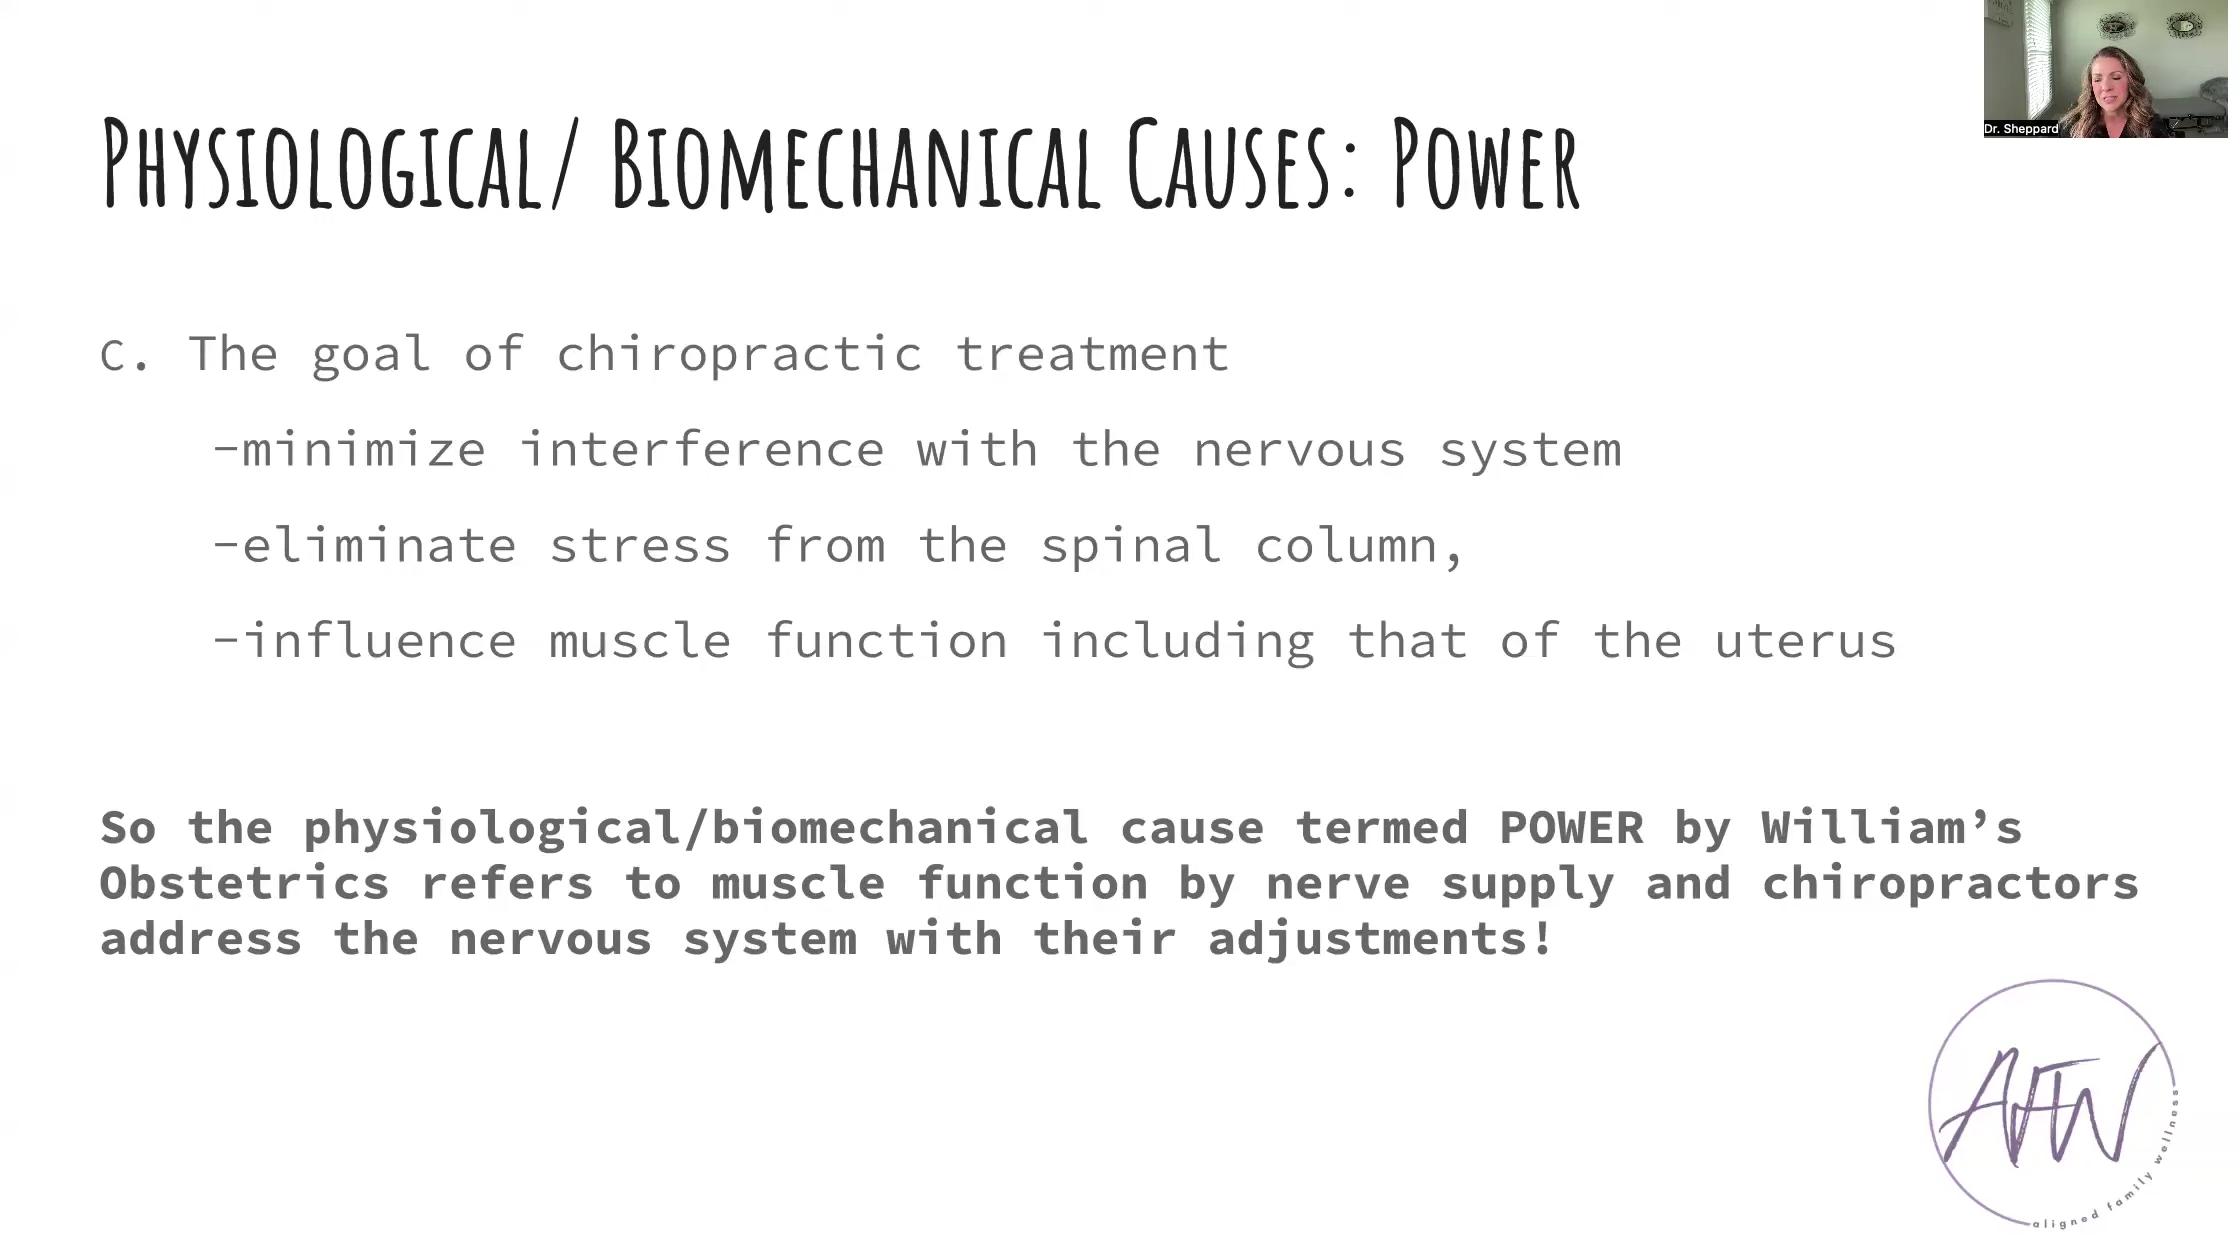 Dr. Sheppard
PHYSIOLOGICAL/ BIOMECHANICAL CAUSES: POWER
c. The goal of chiropractic treatment
-minimize interference with the nervous system
-eliminate stress from the spinal column,
-influence muscle function including that of the uterus
So the physiological/biomechanical cause termed POWER by William’s
Obstetrics refers to muscle function by nerve supply and chiropractors
address the nervous system with their adjustments!
AFW
aligned family wellness